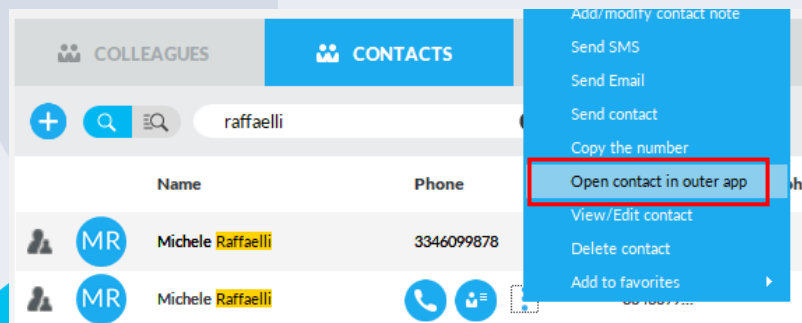 Add/modify contact note
COLLEAGUES
CONTACTS
Send SMS
Send Email
raffaelli
Send contact
Copy the number
Name
Phone
Open contact in outer app
View/Edit contact
MR
Michele Raffaelli
3346099878
Delete contact
Add to favorites
MR
Michele Raffaelli